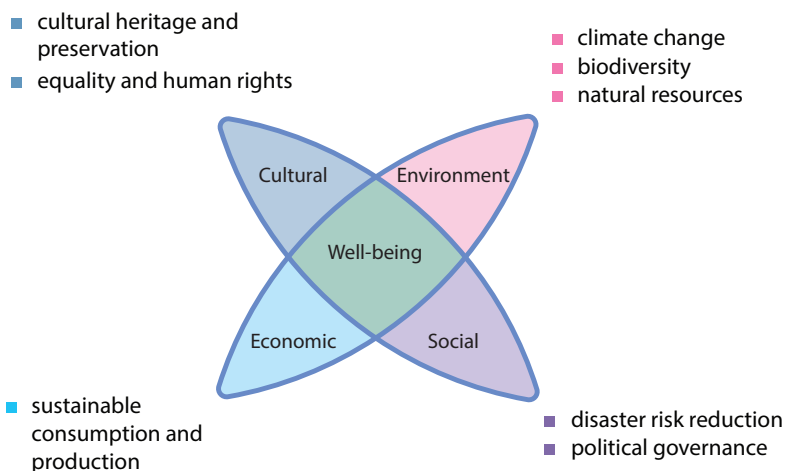 cultural heritage and
preservation
equality and human rights
climate change
biodiversity
natural resources
Cultural
Environment
Well-being
Economic
Social
sustainable
consumption and
production
disaster risk reduction
political governance